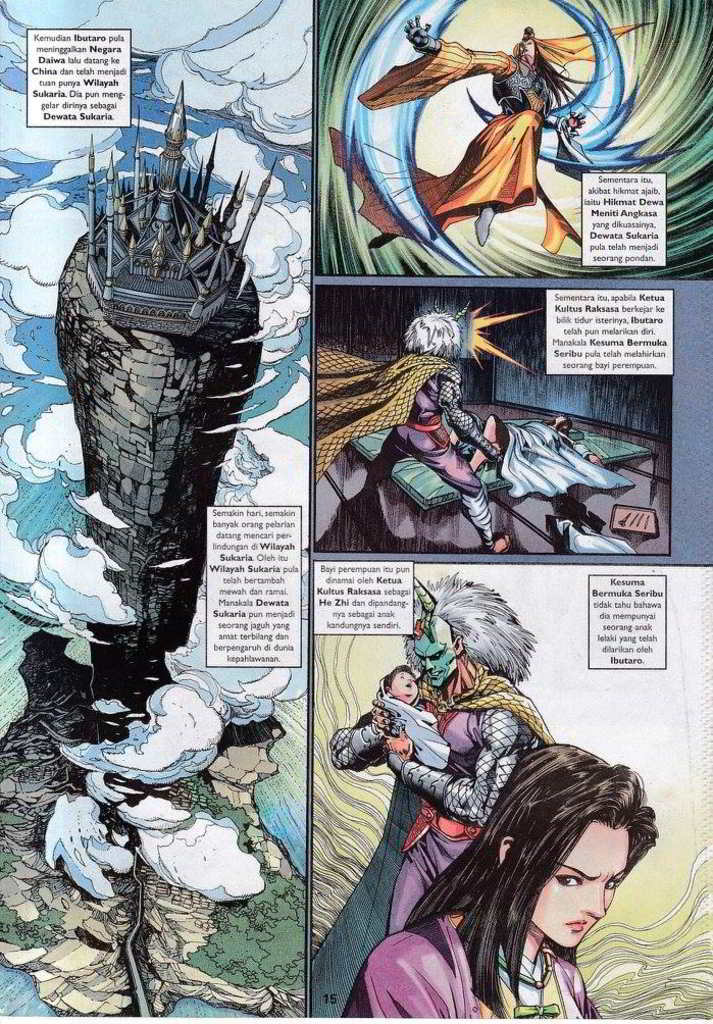 Kemudian Ibutaro pula
meninggalkan Negara
Daiwa lalu datang ke
China dan telah menjadi
tuan punya Wilayah
Sukaria. Dia pun meng-
gelar dirinya sebagai
Dewata Sukaria.
Semakin hari, semakin
banyak orang pelarian
datang mencari per-
lindungan di Wilayah
Sukaria. Oleh itu
Wilayah Sukaria pula
telah bertambah
mewah dan ramai.
Manakala Dewata
Sukaria pun menjadi
seorang jaguh yang
amat terbilang dan
berpengaruh di dunia
kepahlawanan.
Sementara itu,
akibat hikmat ajaib,
iaitu Hikmat Dewa
Meniti Angkasa
yang dikuasainya,
Dewata Sukaria
pula telah menjadi
seorang pondan.
Sementara itu, apabila Ketua
Kultus Raksasa berkejar ke
bilik tidur isterinya, Ibutaro
telah pun melarikan diri.
Manakala Kesuma Bermuka
Seribu pula telah melahirkan
seorang bayi perempuan.
Bayi perempuan itu pun
dinamai oleh Ketua
Kultus Raksasa sebagai
He Zhi dan dipandang-
nya sebagai anak
kandungnya sendiri.
Kesuma
Bermuka Seribu
tidak tahu bahawa
dia mempunyai
seorang anak
lelaki yang telah
dilarikan oleh
Ibutaro.
15